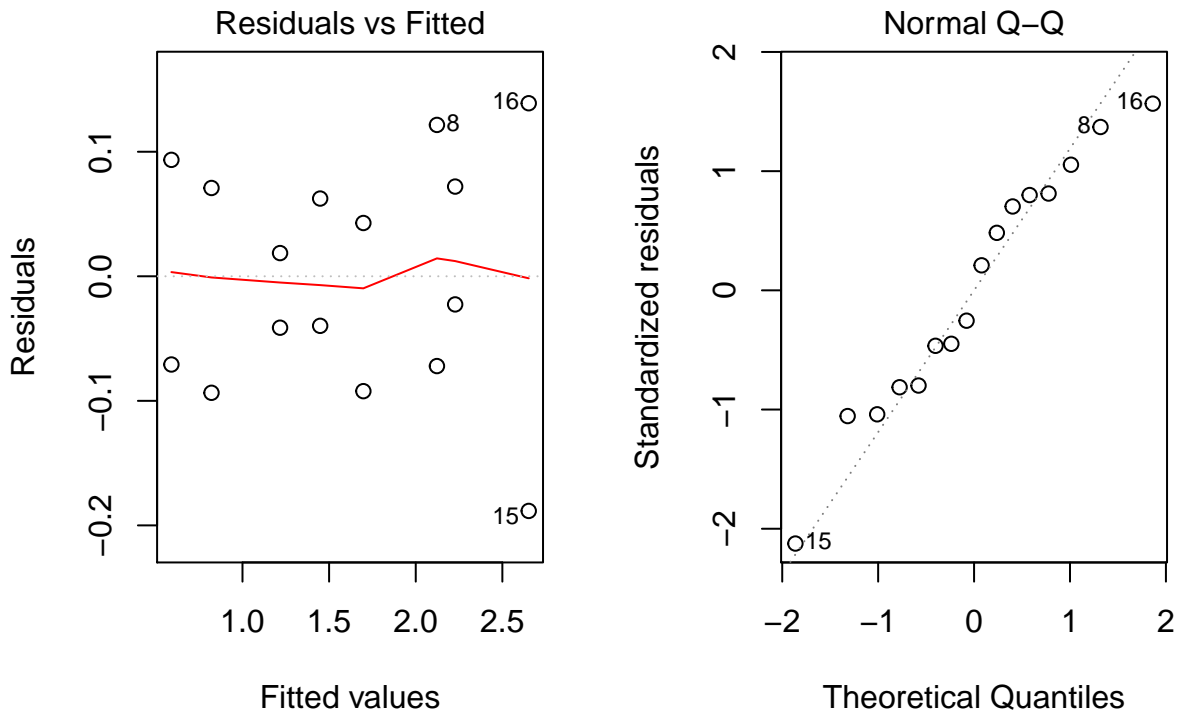 Residuals vs Fitted
Residuals
0.1
0.0
−0.1
−0.2
16
8
15
1.0 1.5 2.0 2.5
Fitted values
Normal Q−Q
Standardized residuals
2
1
0
−1
−2
16
8
15
−2 −1 0 1 2
Theoretical Quantiles